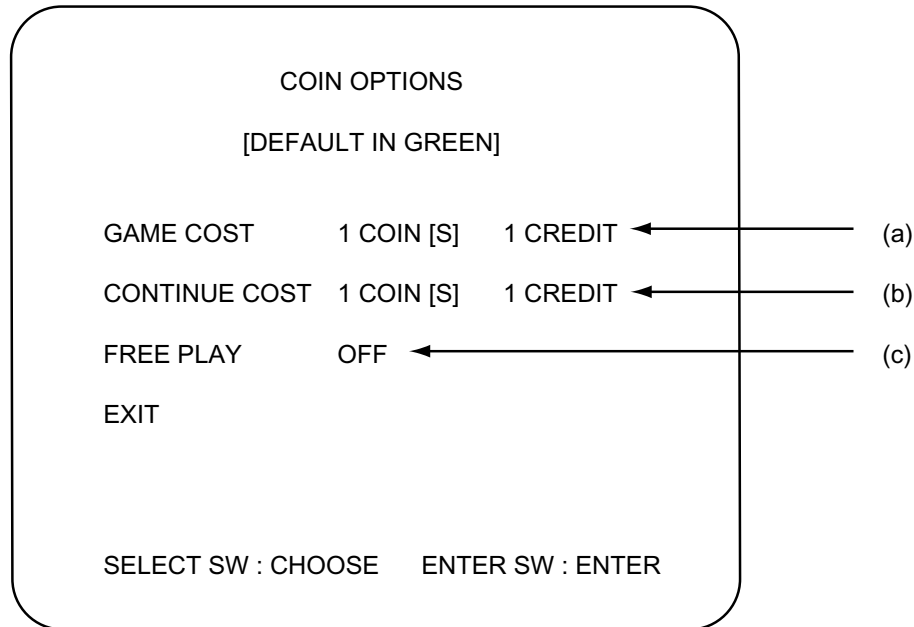 COIN OPTIONS
[DEFAULT IN GREEN]
GAME COST 1 COIN [S] 1 CREDIT (a)
CONTINUE COST 1 COIN [S] 1 CREDIT (b)
FREE PLAY OFF (c)
EXIT
SELECT SW : CHOOSE ENTER SW : ENTER